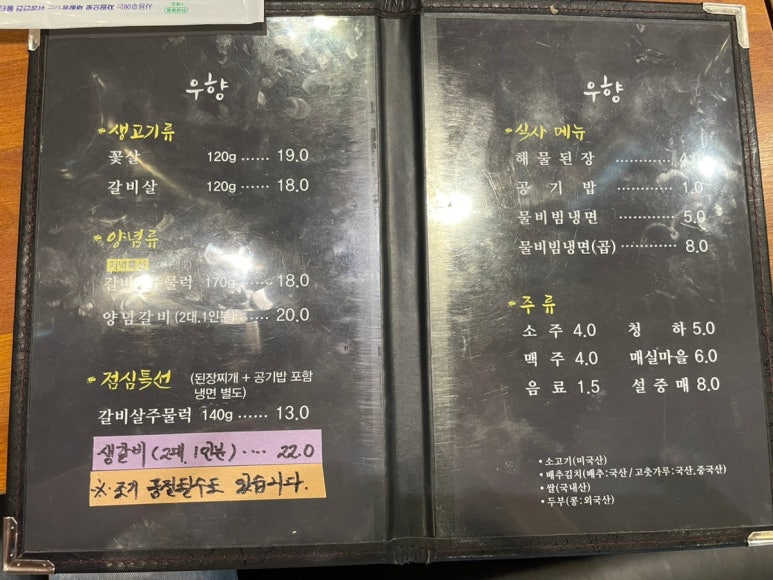 우향
생고기류
꽃살 120g ...... 19.0
갈비살 120g ...... 18.0
양념류
갈비살주물럭 170g ...... 18.0
양념갈비 (2대.1인분) ...... 20.0
점심특선 (된장찌개 + 공기밥 포함
냉면 별도)
갈비살주물럭 140g ...... 13.0
생갈비 (2대. 1인분) .... 22.0
※. 조기 품절될수도 있습니다.
우향
식사 메뉴
해물된장 ............ 4.0
공기밥 ............ 1.0
물비빔냉면 ............ 5.0
물비빔냉면(곱) ............ 8.0
주류
소주 4.0 청하 5.0
맥주 4.0 매실마을 6.0
음료 1.5 설중매 8.0
• 소고기(미국산)
• 배추김치(배추:국산 / 고춧가루:국산,중국산)
• 쌀(국내산)
• 두부(콩:외국산)